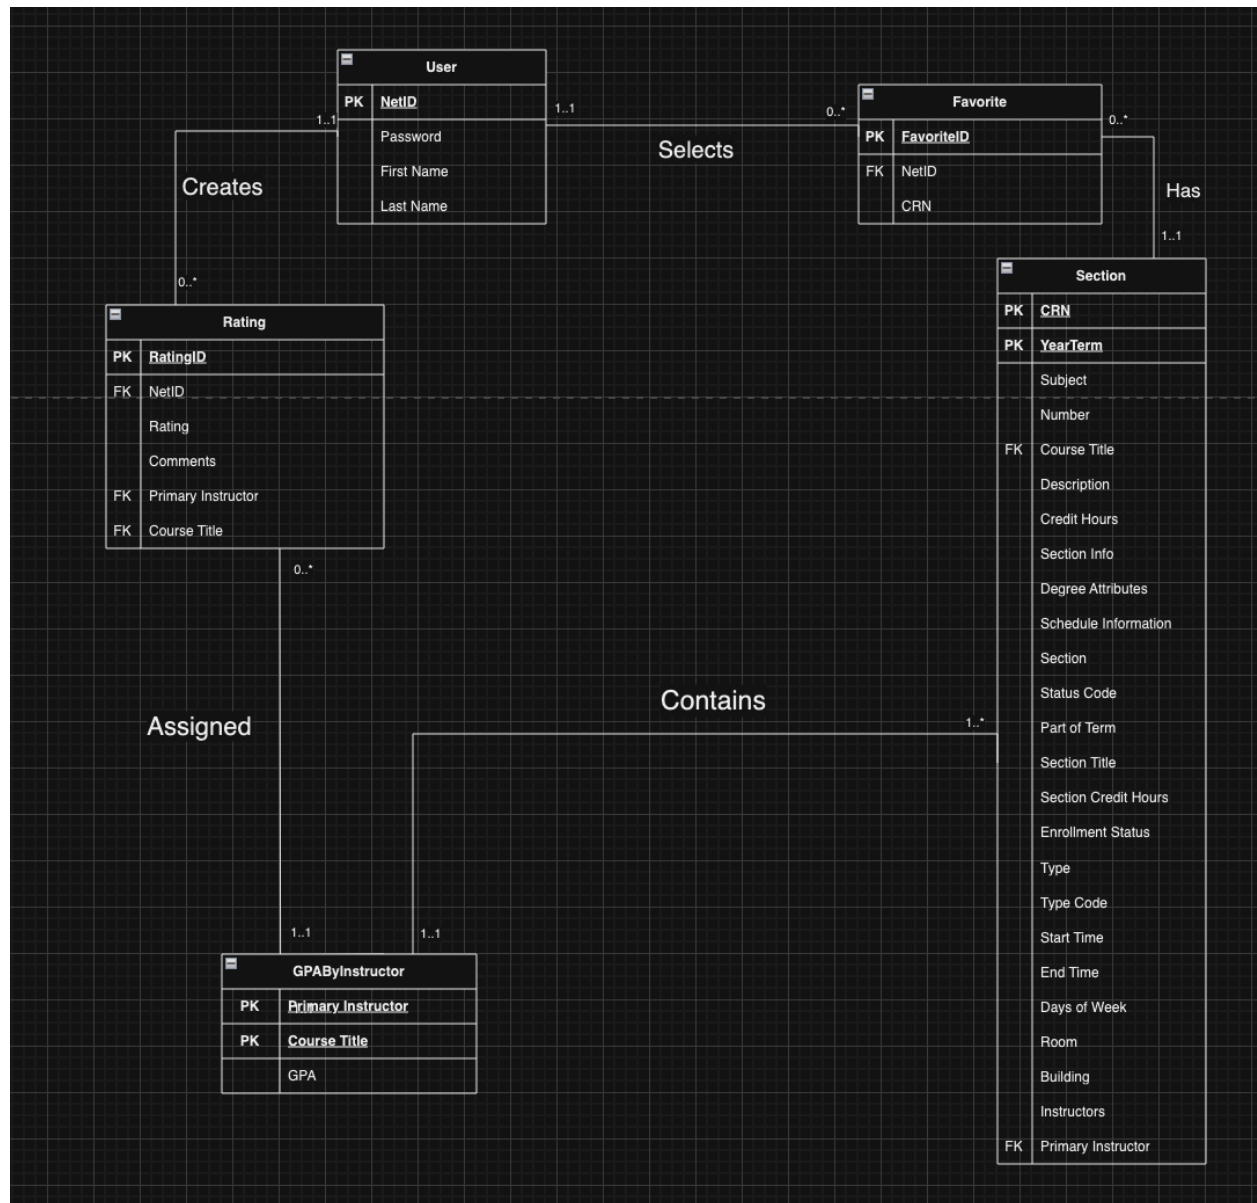 User
PK NetID
Password
First Name
Last Name
1..1
Selects
0..*
Favorite
PK FavoriteID
FK NetID
CRN
0..*
Has
1..1
1..1
Creates
0..*
Rating
PK RatingID
FK NetID
Rating
Comments
FK Primary Instructor
FK Course Title
0..*
Assigned
1..1
Section
PK CRN
PK YearTerm
Subject
Number
FK Course Title
Description
Credit Hours
Section Info
Degree Attributes
Schedule Information
Section
Status Code
Part of Term
Section Title
Section Credit Hours
Enrollment Status
Type
Type Code
Start Time
End Time
Days of Week
Room
Building
Instructors
FK Primary Instructor
Contains
1..*
1..1
GPAByInstructor
PK Primary Instructor
PK Course Title
GPA